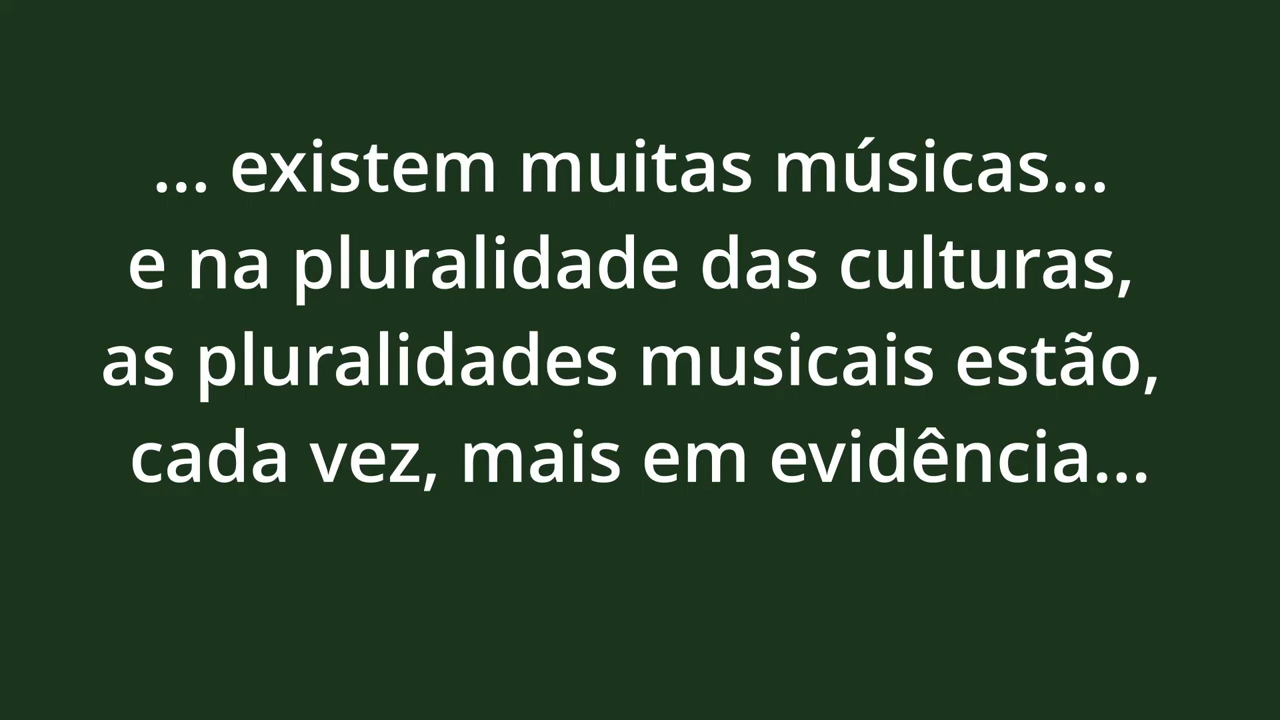 ... existem muitas músicas...
e na pluralidade das culturas,
as pluralidades musicais estão,
cada vez, mais em evidência...